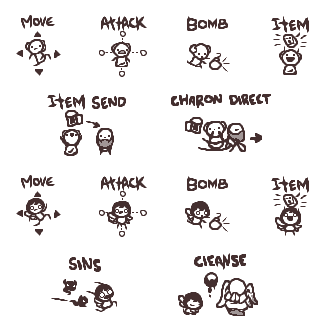 MOVE ATTACK BOMB ITEM
ITEM SEND CHARON DIRECT
MOVE ATTACK BOMB ITEM
SINS CLEANSE